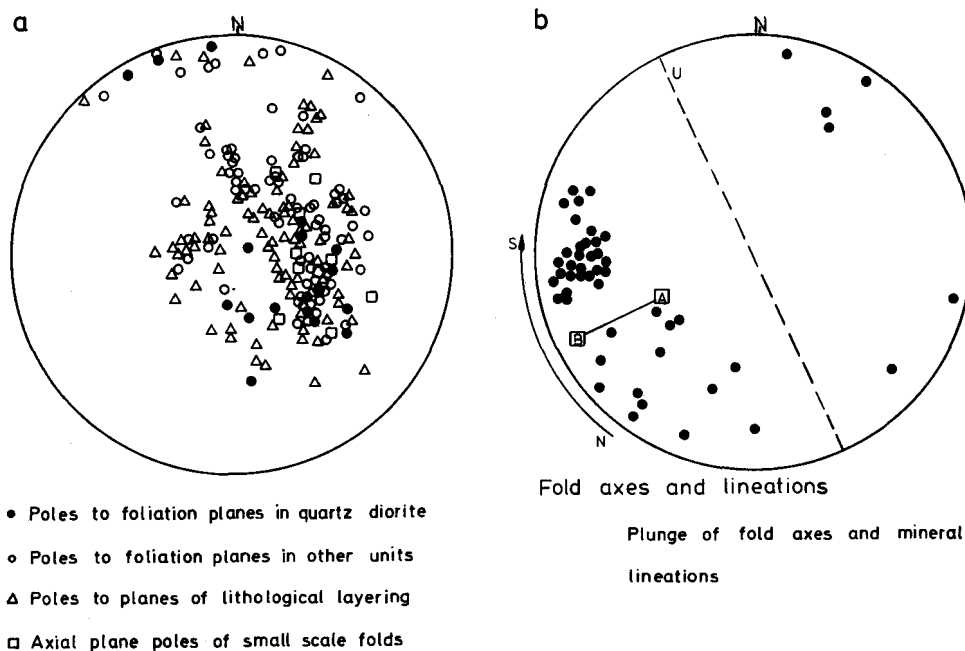 a
N
b
N
U
S
A
B
N
Fold axes and lineations
Plunge of fold axes and mineral
lineations
Poles to foliation planes in quartz diorite
Poles to foliation planes in other units
Poles to planes of lithological layering
Axial plane poles of small scale folds